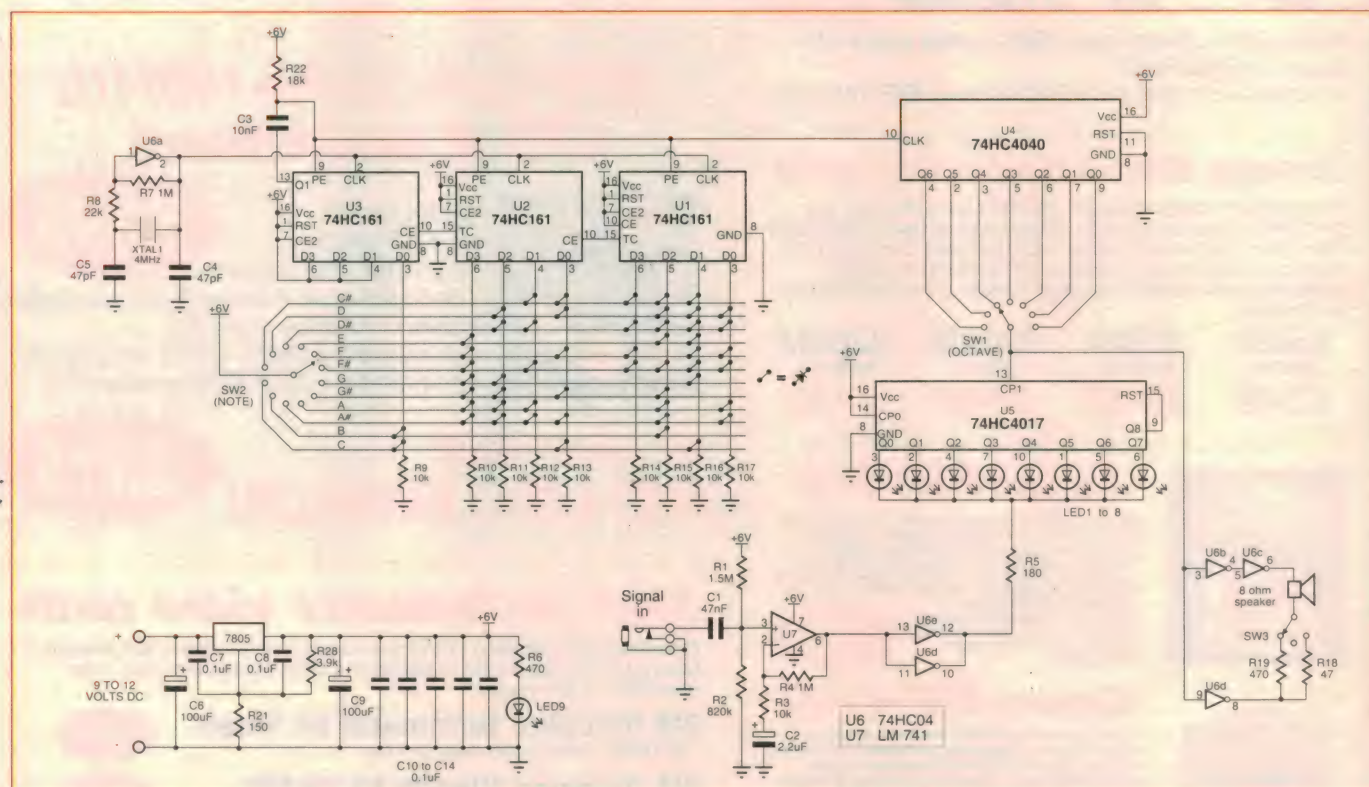 +6V
R22
18k
C3
10nF
U6a
1
2
R7 1M
R8
22k
XTAL1
4MHz
C5
47pF
C4
47pF
13
Q1
9
PE
2
CLK
+6V
16
Vcc
1
RST
7
CE2
U3
74HC161
CE
10
GND
8
D3
D2
D1
D0
6
5
4
3
+6V
9
PE
2
CLK
16
Vcc
1
RST
7
CE2
U2
74HC161
15
TC
8
GND
CE
10
D3
D2
D1
D0
6
5
4
3
+6V
9
PE
2
CLK
16
Vcc
1
RST
7
CE2
10
CE
U1
74HC161
15
TC
GND
8
D3
D2
D1
D0
6
5
4
3
+6V
SW2
(NOTE)
C#
D
D#
E
F
F#
G
G#
A
A#
B
C
=
R9
10k
R10
10k
R11
10k
R12
10k
R13
10k
R14
10k
R15
10k
R16
10k
R17
10k
10
CLK
U4
74HC4040
+6V
Vcc
16
RST
11
GND
8
Q6
Q5
Q4
Q3
Q2
Q1
Q0
4
2
3
5
6
7
9
SW1
(OCTAVE)
+6V
13
CP1
16
Vcc
14
CP0
8
GND
U5
74HC4017
RST
15
Q8
9
Q0
Q1
Q2
Q3
Q4
Q5
Q6
Q7
3
2
4
7
10
1
5
6
LED1 to 8
R5
180
U6b
3
4
U6c
5
6
8 ohm
speaker
SW3
R19
470
R18
47
U6d
9
8
+
9 TO 12
VOLTS DC
+
C6
100uF
7805
C7
0.1uF
C8
0.1uF
R28
3.9k
R21
150
+
C9
100uF
C10 to C14
0.1uF
+6V
R6
470
LED9
Signal
in
C1
47nF
+6V
R1
1.5M
R2
820k
+6V
3
+
2
-
U7
7
4
6
R4 1M
R3
10k
+
C2
2.2uF
13
U6e
12
11
U6d
10
U6 74HC04
U7 LM 741